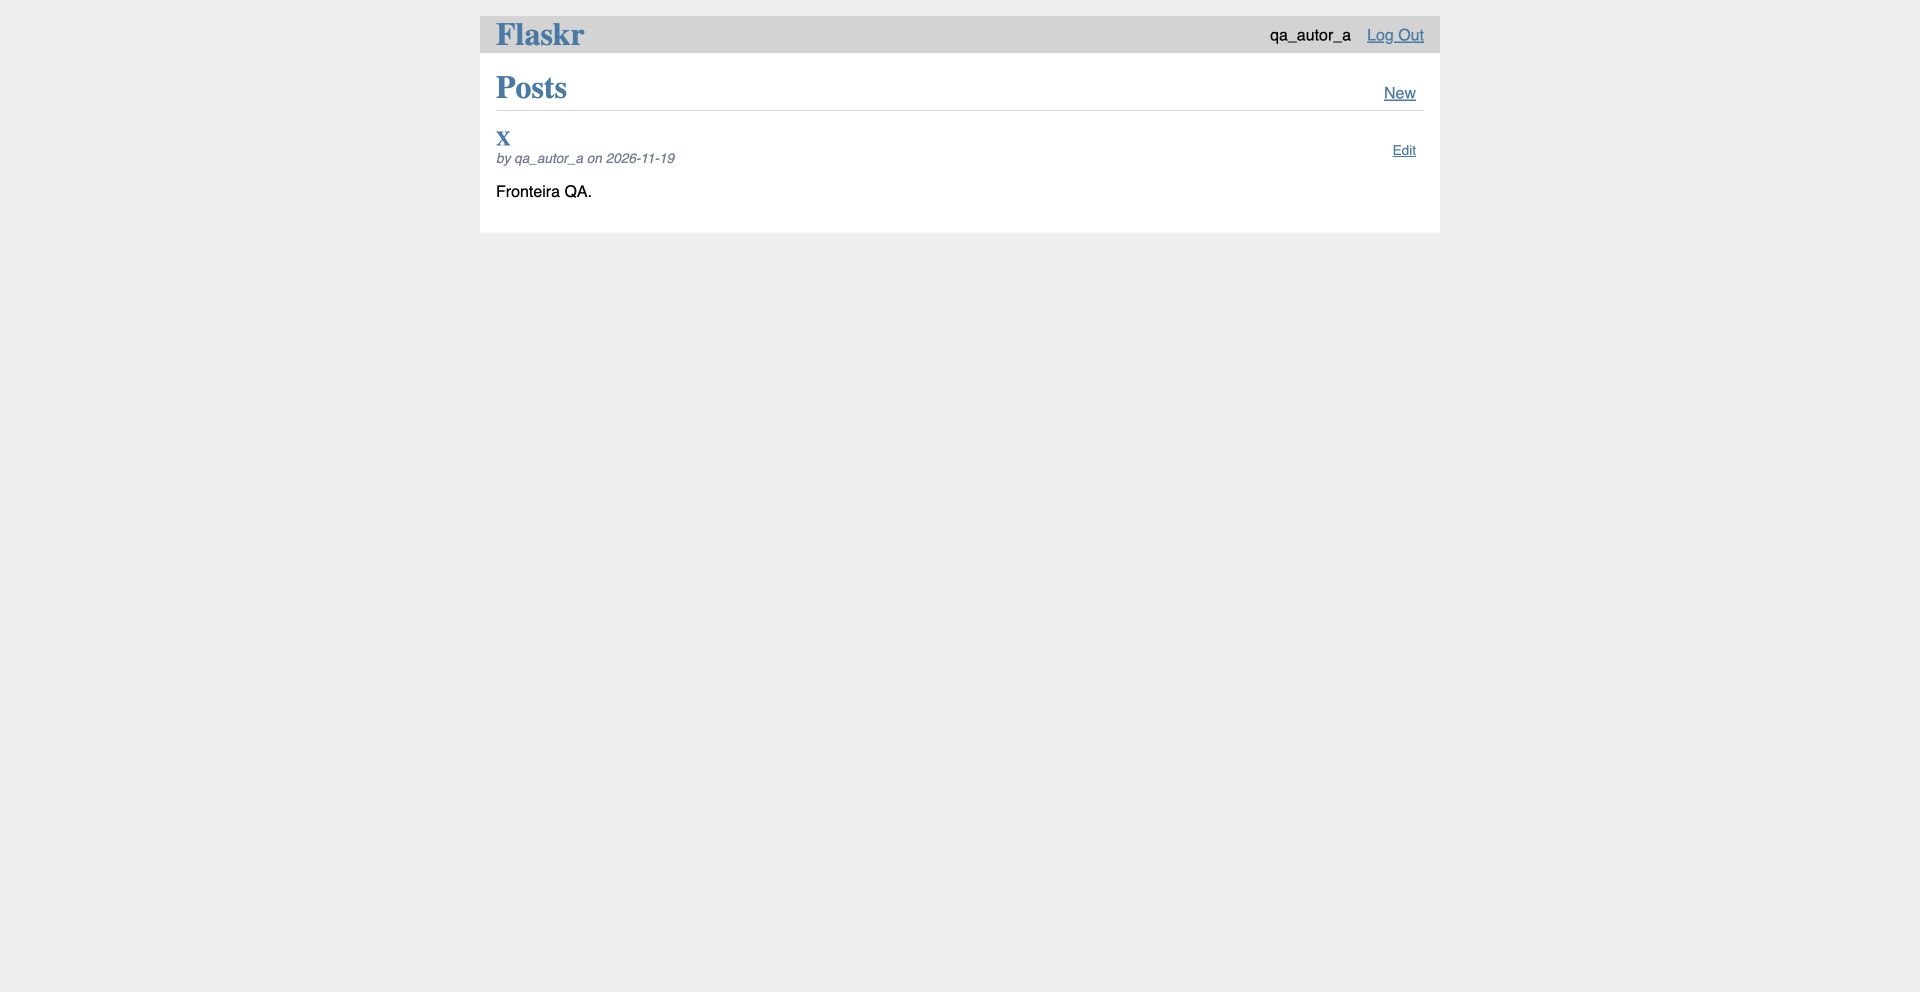 Flaskr
qa_autor_a Log Out
Posts
New
X
by qa_autor_a on 2026-11-19
Edit
Fronteira QA.